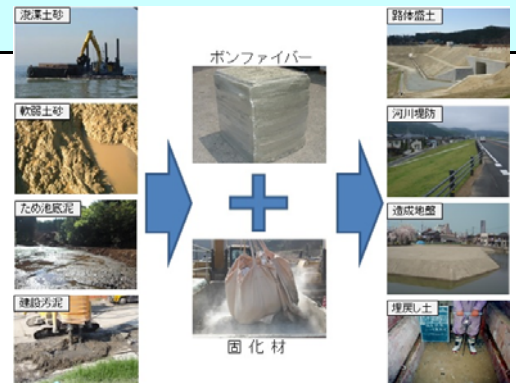 浚渫土砂
軟弱土砂
ため池底泥
建設汚泥
ボンファイバー
固化材
路体盛土
河川堤防
造成地盤
埋戻し土